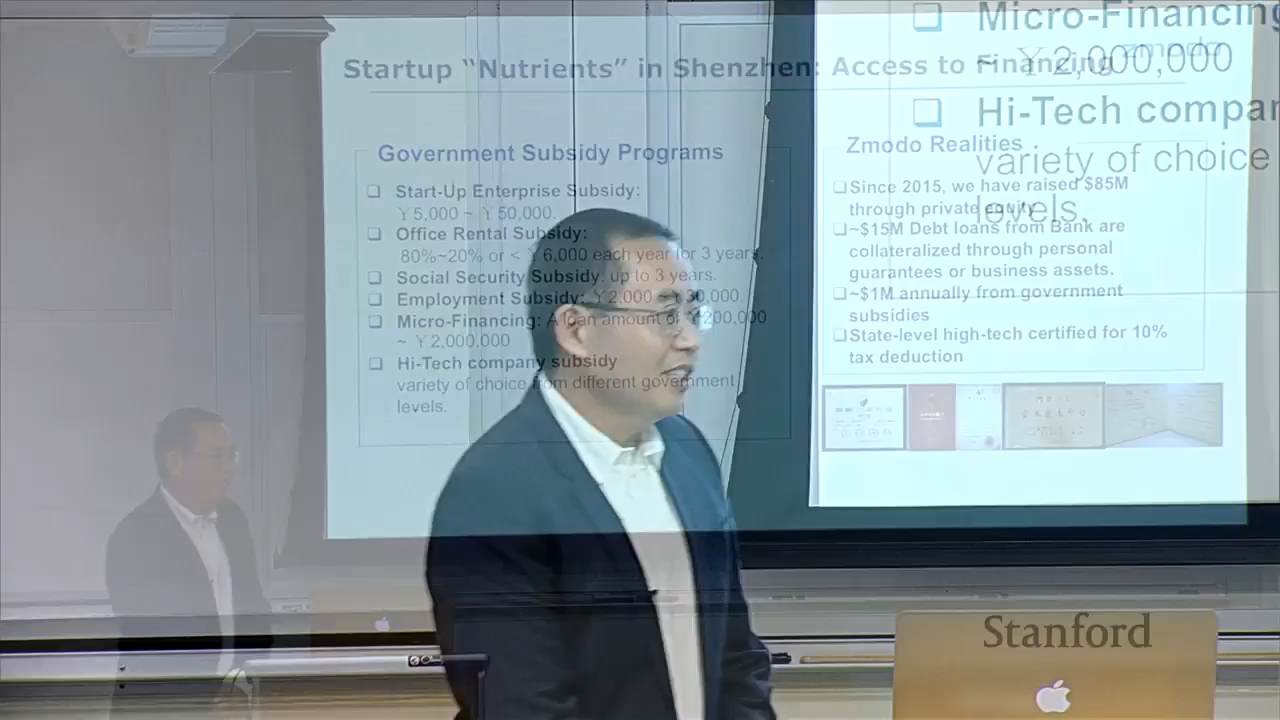 Startup “Nutrients” in Shenzhen: Access to Financing
zmodo
Government Subsidy Programs
❑ Start-Up Enterprise Subsidy:
￥5,000 ~ ￥50,000.
❑ Office Rental Subsidy:
80%~20% or < ￥6,000 each year for 3 years.
❑ Social Security Subsidy, up to 3 years.
❑ Employment Subsidy: ￥2,000
❑ Micro-Financing: A loan amount of
~ ￥2,000,000
❑ Hi-Tech company subsidy
variety of choice from different government
levels.
Zmodo Realities
❑Since 2015, we have raised $85M
through private equity
❑~$15M Debt loans from Bank are
collateralized through personal
guarantees or business assets.
❑~$1M annually from government
subsidies
❑State-level high-tech certified for 10%
tax deduction
❑ Micro-Financing
~ ￥2,000,000
❑ Hi-Tech compan
variety of choice
levels.
Stanford